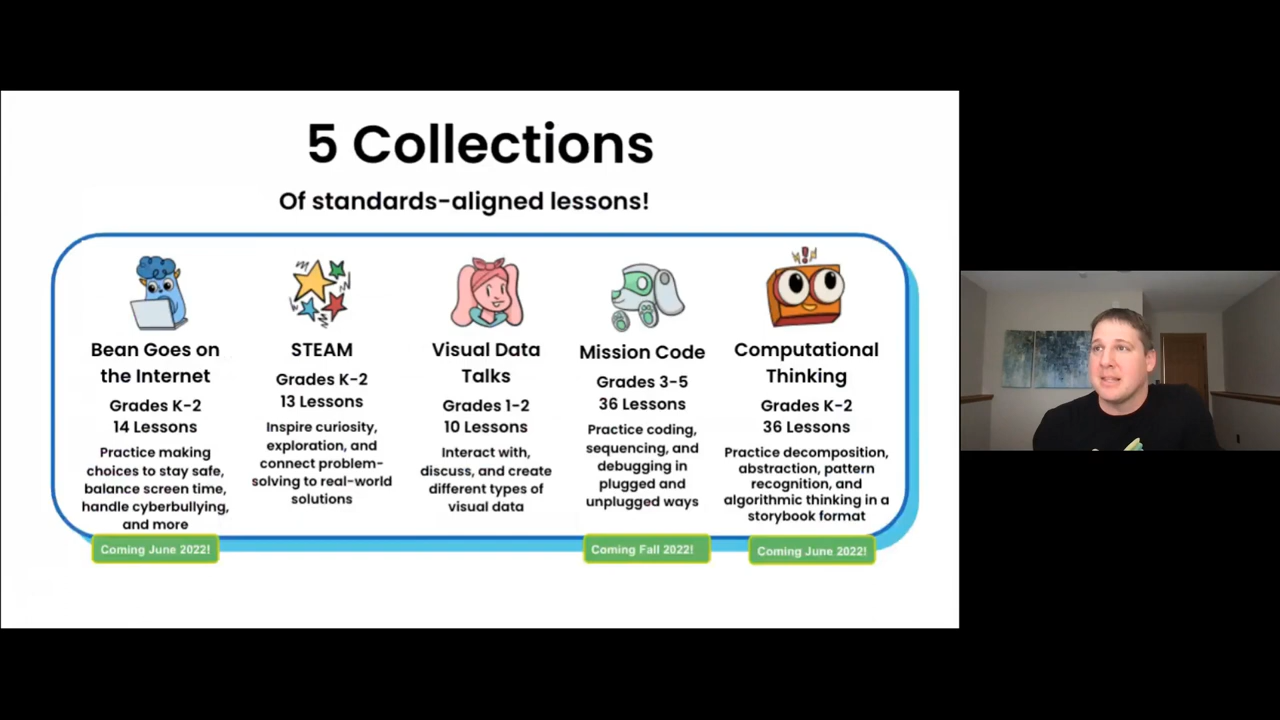 5 Collections
Of standards-aligned lessons!
Bean Goes on
the Internet
Grades K-2
14 Lessons
Practice making
choices to stay safe,
balance screen time,
handle cyberbullying,
and more
Coming June 2022!
STEAM
Grades K-2
13 Lessons
Inspire curiosity,
exploration, and
connect problem-
solving to real-world
solutions
Visual Data
Talks
Grades 1-2
10 Lessons
Interact with,
discuss, and create
different types of
visual data
Mission Code
Grades 3-5
36 Lessons
Practice coding,
sequencing, and
debugging in
plugged and
unplugged ways
Coming Fall 2022!
Computational
Thinking
Grades K-2
36 Lessons
Practice decomposition,
abstraction, pattern
recognition, and
algorithmic thinking in a
storybook format
Coming June 2022!